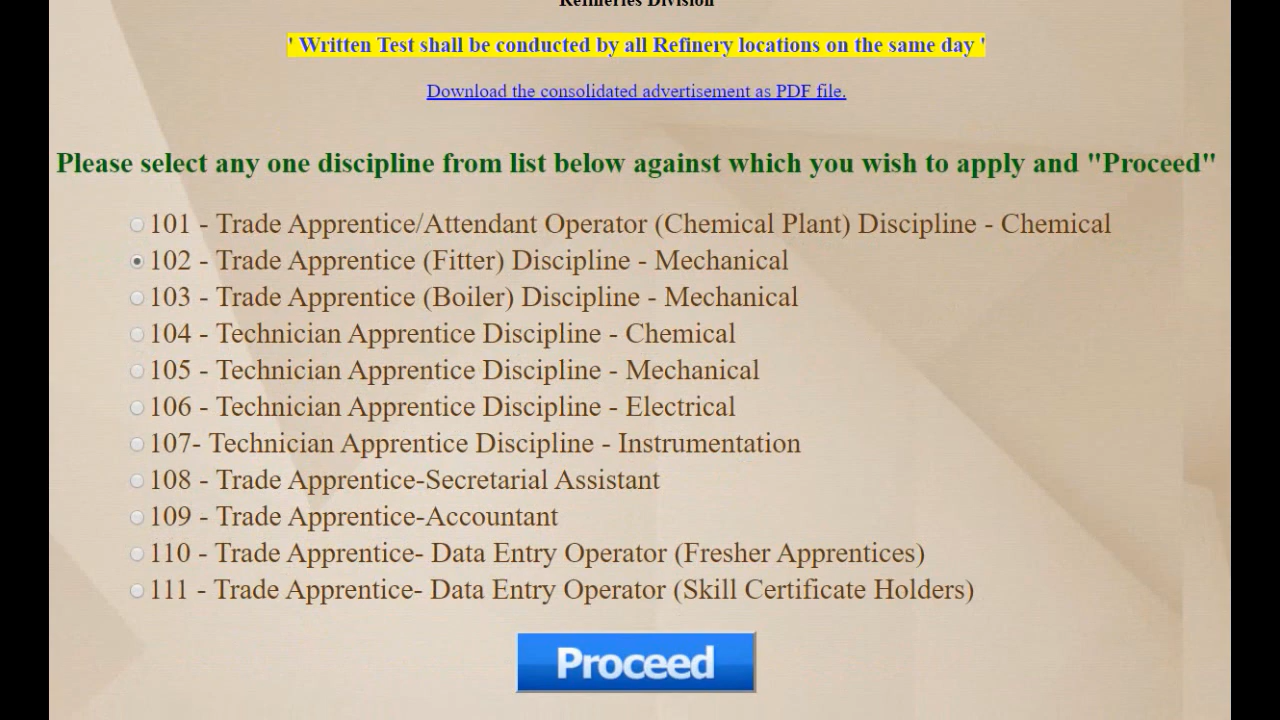 Refineries Division
' Written Test shall be conducted by all Refinery locations on the same day '
Download the consolidated advertisement as PDF file.
Please select any one discipline from list below against which you wish to apply and "Proceed"
101 - Trade Apprentice/Attendant Operator (Chemical Plant) Discipline - Chemical
102 - Trade Apprentice (Fitter) Discipline - Mechanical
103 - Trade Apprentice (Boiler) Discipline - Mechanical
104 - Technician Apprentice Discipline - Chemical
105 - Technician Apprentice Discipline - Mechanical
106 - Technician Apprentice Discipline - Electrical
107- Technician Apprentice Discipline - Instrumentation
108 - Trade Apprentice-Secretarial Assistant
109 - Trade Apprentice-Accountant
110 - Trade Apprentice- Data Entry Operator (Fresher Apprentices)
111 - Trade Apprentice- Data Entry Operator (Skill Certificate Holders)
Proceed